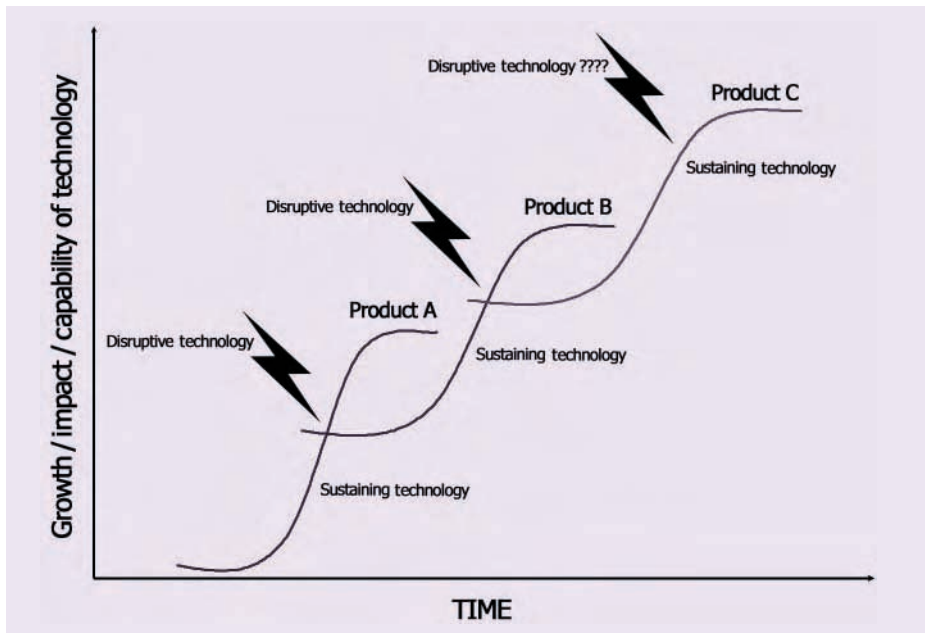 Growth / impact / capability of technology
Disruptive technology ????
Product C
Sustaining technology
Disruptive technology
Product B
Sustaining technology
Disruptive technology
Product A
Sustaining technology
TIME